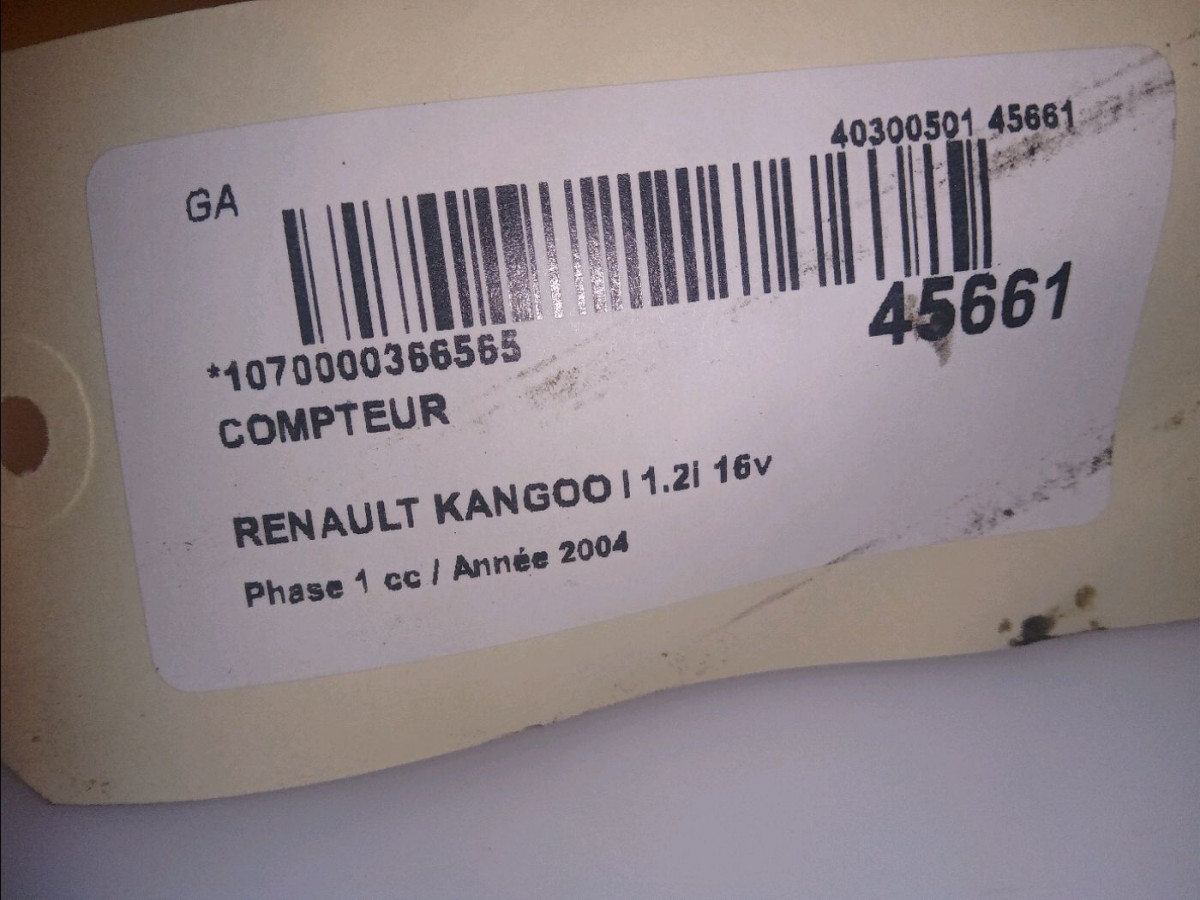 40300501 45661
GA
45661
*1070000366565
COMPTEUR
RENAULT KANGOO I 1.2i 16v
Phase 1 cc / Année 2004